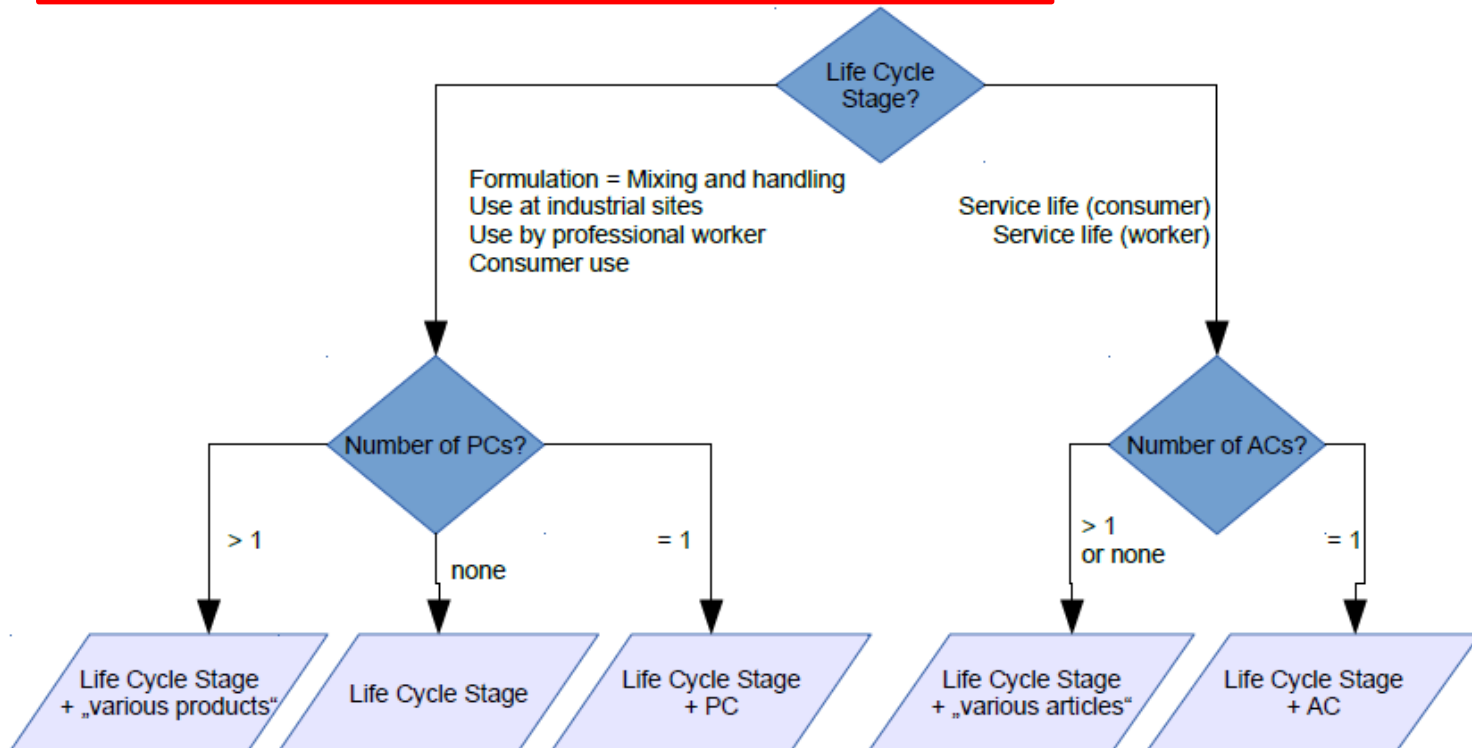 Life Cycle
Stage?
Formulation = Mixing and handling
Use at industrial sites
Use by professional worker
Consumer use
Service life (consumer)
Service life (worker)
Number of PCs?
Number of ACs?
> 1
none
= 1
> 1
or none
= 1
Life Cycle Stage
+ „various products“
Life Cycle Stage
Life Cycle Stage
+ PC
Life Cycle Stage
+ „various articles“
Life Cycle Stage
+ AC